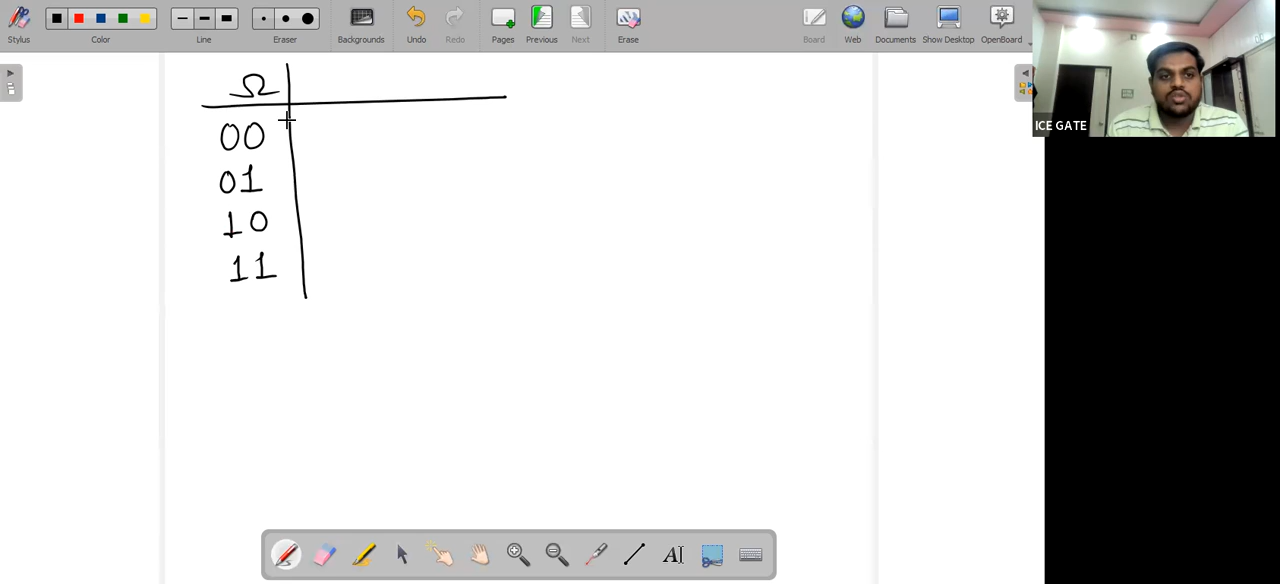 Stylus Color Line Eraser Backgrounds Undo Redo Pages Previous Next Erase Board Web Documents Show Desktop OpenBoard
ICE GATE
Ω
00
01
10
11